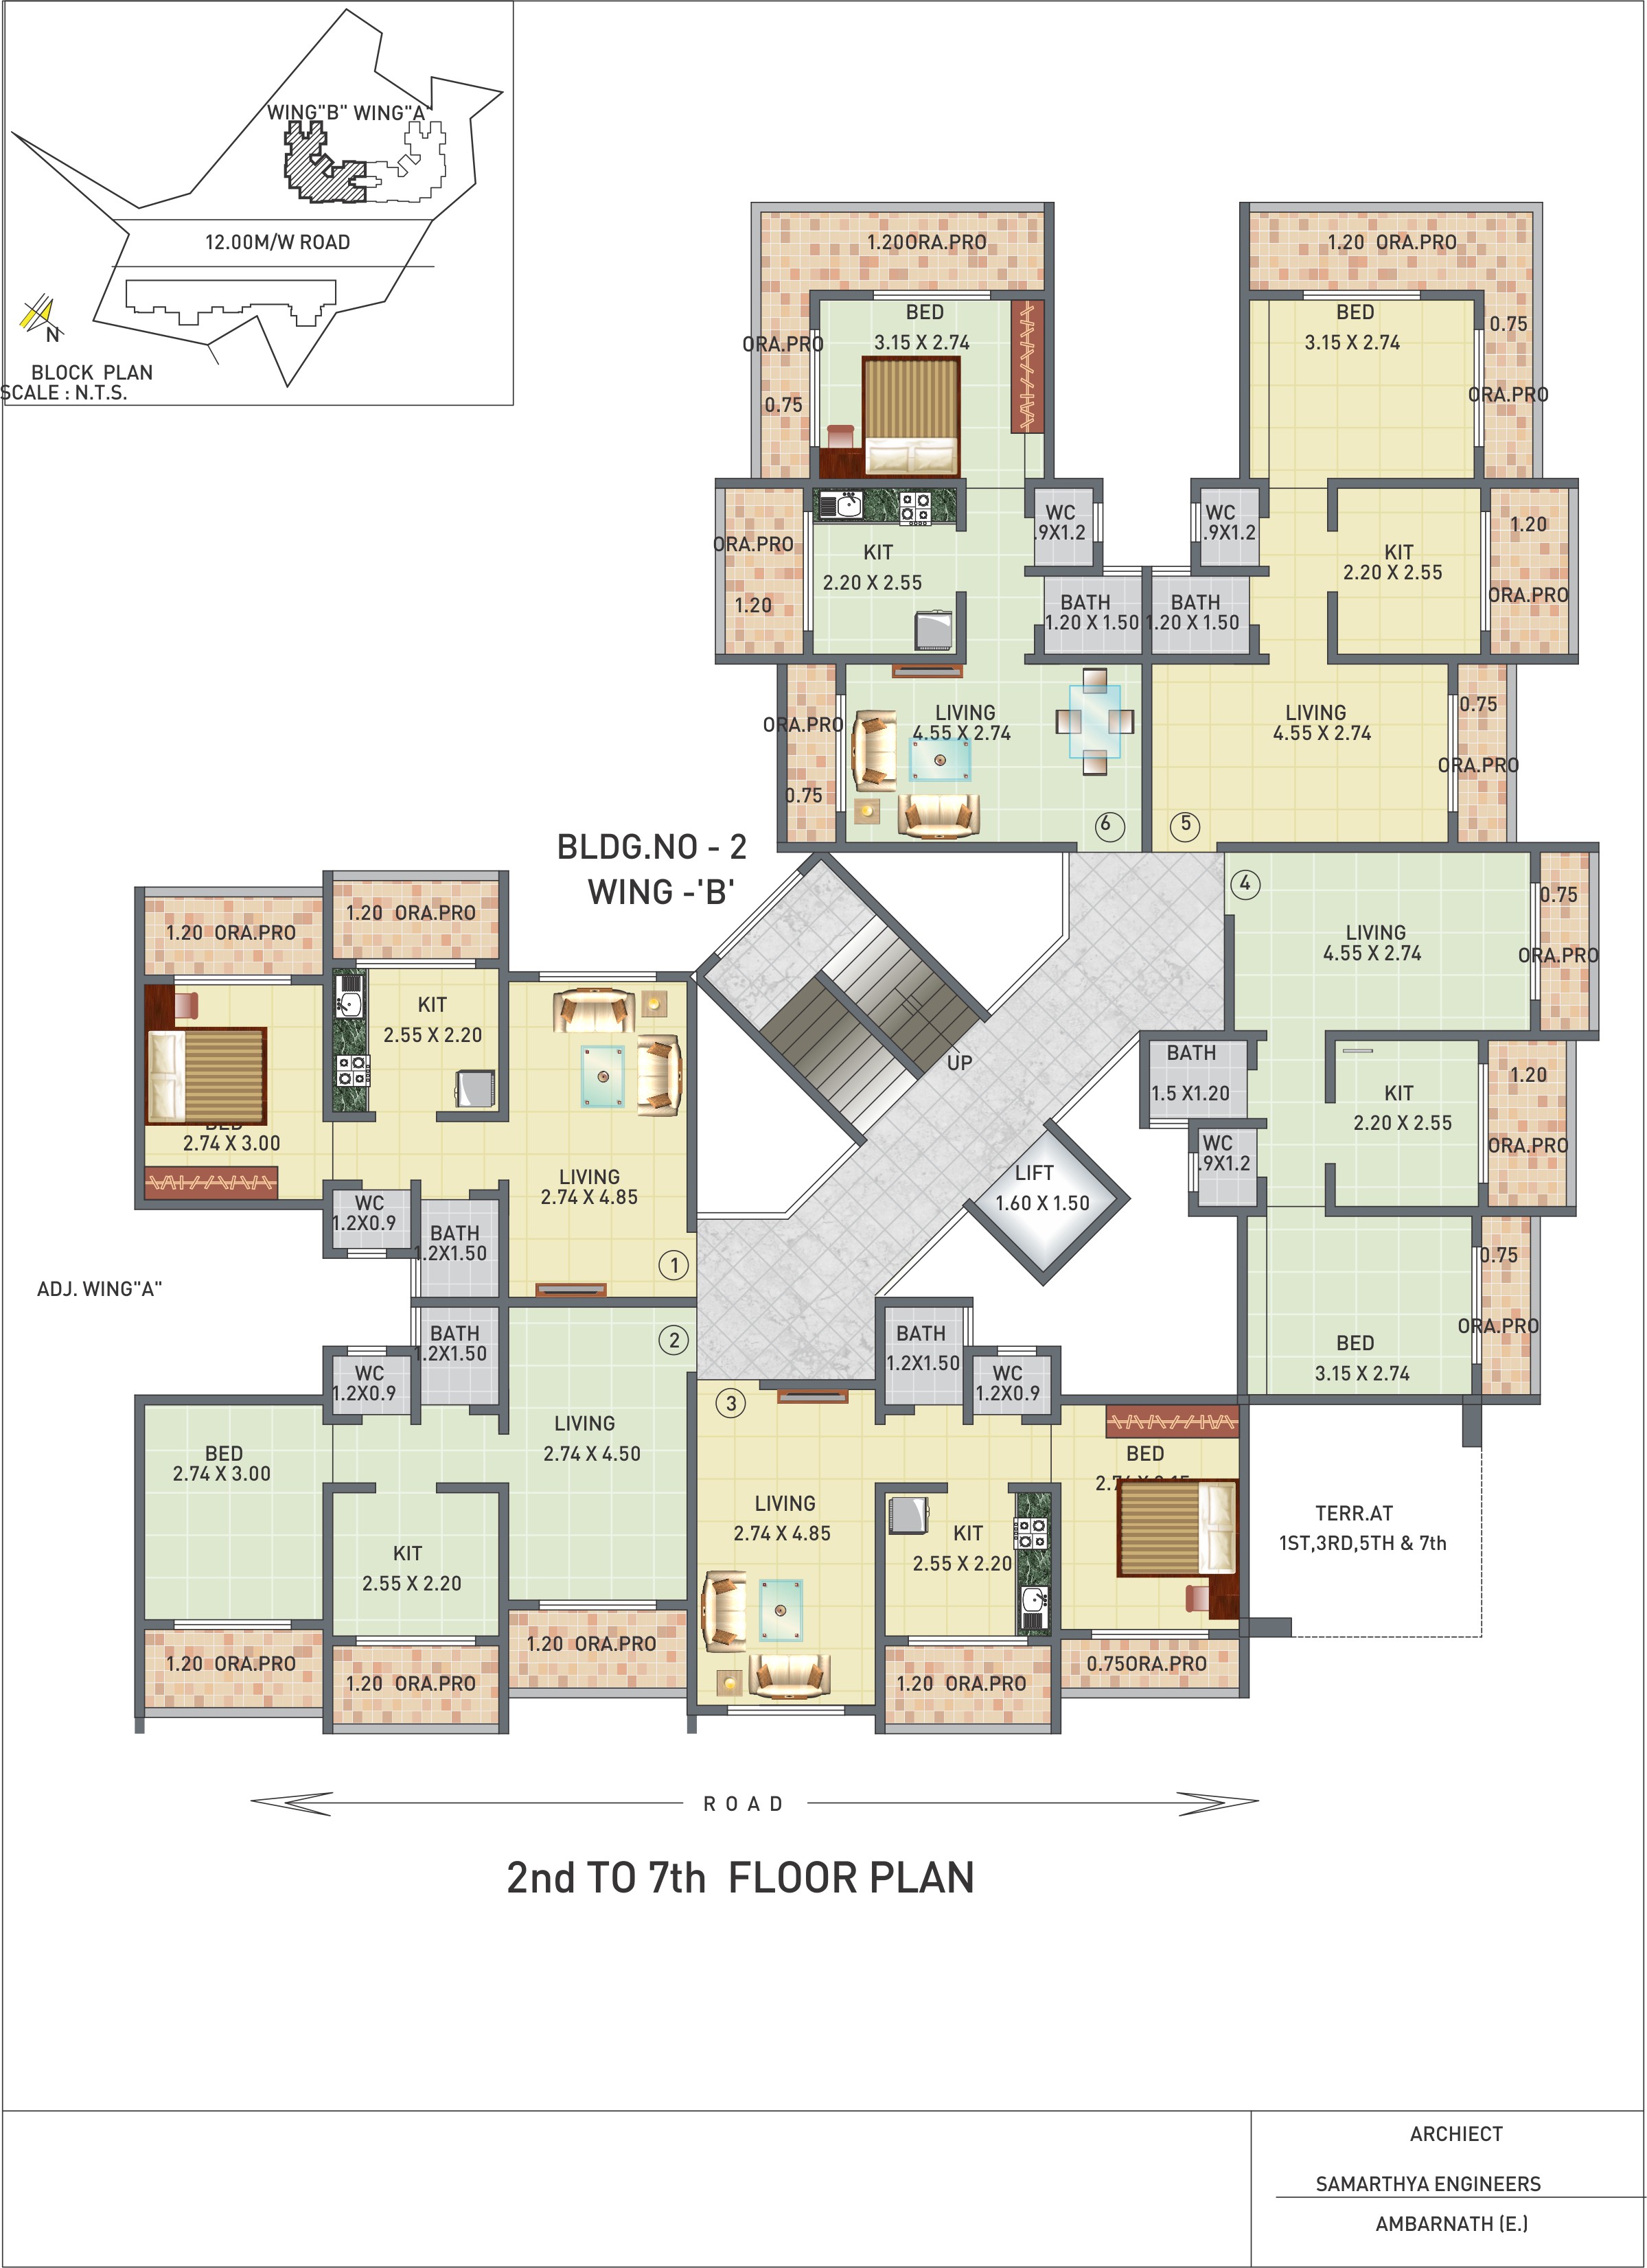 WING"B" WING"A"
12.00M/W ROAD
N
BLOCK PLAN
SCALE : N.T.S.
1.20ORA.PRO
BED
3.15 X 2.74
ORA.PRO
0.75
WC
.9X1.2
ORA.PRO
1.20
KIT
2.20 X 2.55
BATH
1.20 X 1.50
ORA.PRO
0.75
LIVING
4.55 X 2.74
6
1.20 ORA.PRO
BED
3.15 X 2.74
0.75
ORA.PRO
WC
.9X1.2
KIT
2.20 X 2.55
1.20
ORA.PRO
BATH
1.20 X 1.50
LIVING
4.55 X 2.74
0.75
ORA.PRO
5
BLDG.NO - 2
WING -'B'
4
LIVING
4.55 X 2.74
0.75
ORA.PRO
BATH
1.5 X1.20
KIT
2.20 X 2.55
1.20
ORA.PRO
WC
.9X1.2
0.75
ORA.PRO
BED
3.15 X 2.74
UP
LIFT
1.60 X 1.50
1.20 ORA.PRO
1.20 ORA.PRO
KIT
2.55 X 2.20
BED
2.74 X 3.00
LIVING
2.74 X 4.85
WC
1.2X0.9
BATH
1.2X1.50
1
ADJ. WING"A"
BATH
1.2X1.50
2
WC
1.2X0.9
BED
2.74 X 3.00
LIVING
2.74 X 4.50
KIT
2.55 X 2.20
1.20 ORA.PRO
1.20 ORA.PRO
1.20 ORA.PRO
BATH
1.2X1.50
WC
1.2X0.9
3
LIVING
2.74 X 4.85
KIT
2.55 X 2.20
BED
1.20 ORA.PRO
0.75ORA.PRO
TERR.AT
1ST,3RD,5TH & 7th
ROAD
2nd TO 7th FLOOR PLAN
ARCHIECT
SAMARTHYA ENGINEERS
AMBARNATH (E.)